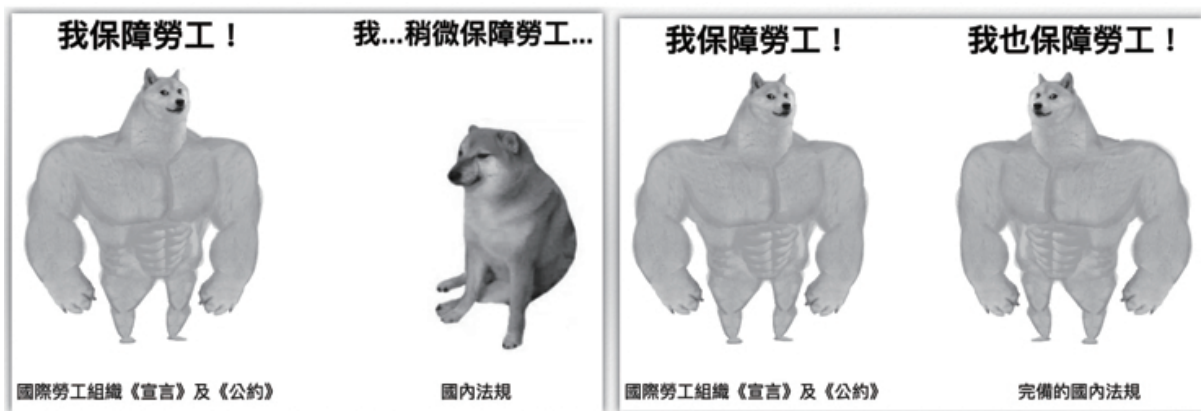 我保障勞工！
我...稍微保障勞工...
國際勞工組織《宣言》及《公約》
國內法規
我保障勞工！
我也保障勞工！
國際勞工組織《宣言》及《公約》
完備的國內法規